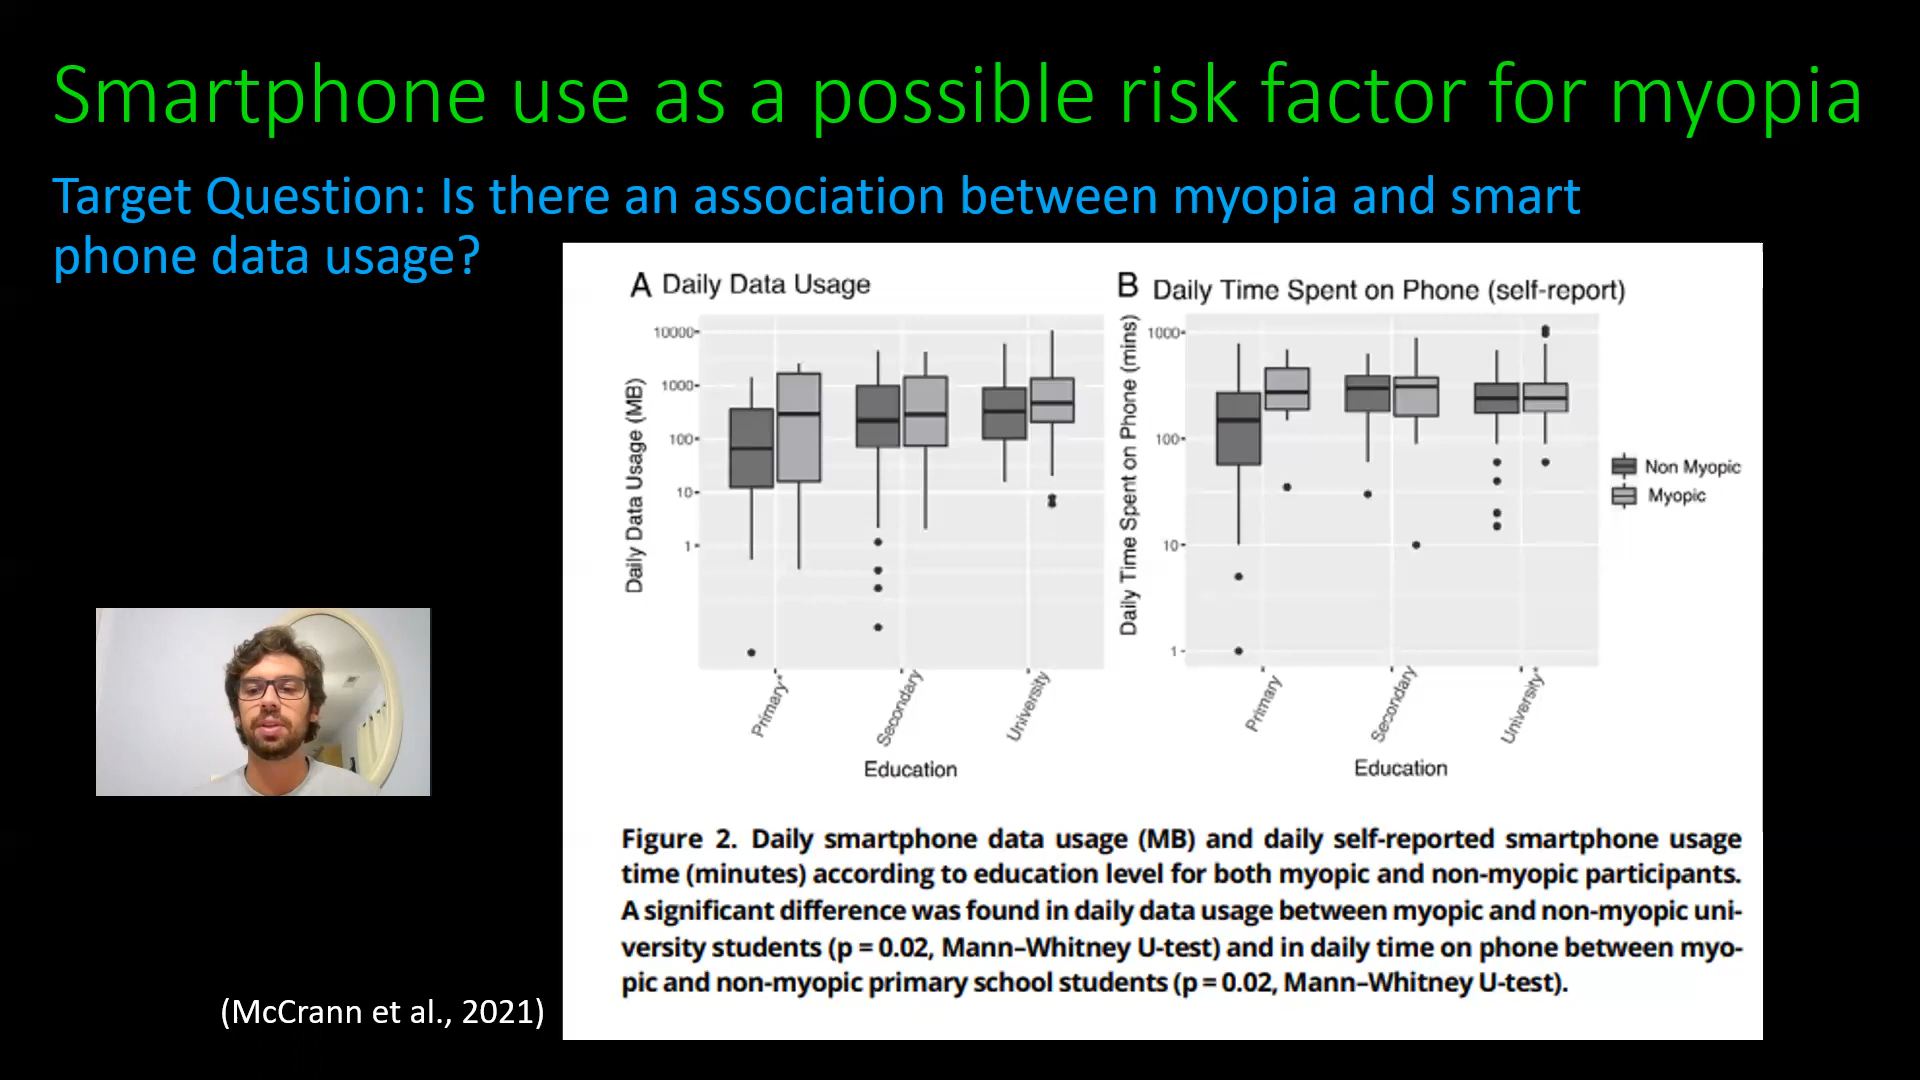 Smartphone use as a possible risk factor for myopia
Target Question: Is there an association between myopia and smart
phone data usage?
A Daily Data Usage
Daily Data Usage (MB)
10000
1000
100
10
1
Primary*
Secondary
University
Education
B Daily Time Spent on Phone (self-report)
Daily Time Spent on Phone (mins)
1000
100
10
1
Primary
Secondary
University*
Education
Non Myopic
Myopic
Figure 2. Daily smartphone data usage (MB) and daily self-reported smartphone usage
time (minutes) according to education level for both myopic and non-myopic participants.
A significant difference was found in daily data usage between myopic and non-myopic uni-
versity students (p = 0.02, Mann–Whitney U-test) and in daily time on phone between myo-
pic and non-myopic primary school students (p = 0.02, Mann–Whitney U-test).
(McCrann et al., 2021)